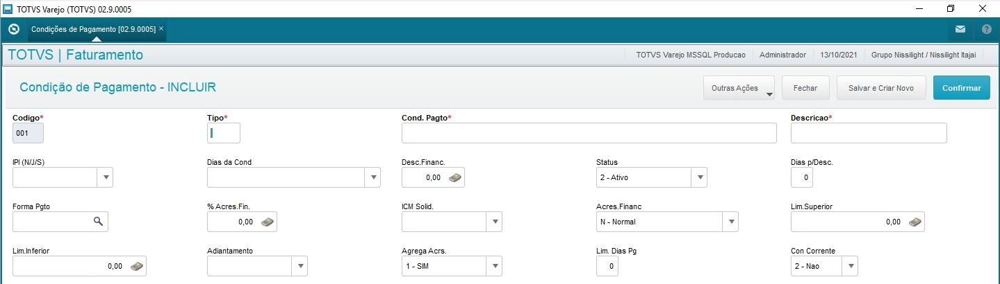 TOTVS Varejo (TOTVS) 02.9.0005
Condições de Pagamento [02.9.0005] ×
TOTVS | Faturamento TOTVS Varejo MSSQL Producao Administrador 13/10/2021 Grupo Nissilight / Nissilight Itajai
Condição de Pagamento - INCLUIR Outras Ações Fechar Salvar e Criar Novo Confirmar
Codigo* Tipo* Cond. Pagto* Descricao*
001
IPI (N/J/S) Dias da Cond Desc.Financ. Status Dias p/Desc.
0,00 2 - Ativo 0
Forma Pgto % Acres.Fin. ICM Solid. Acres.Financ Lim.Superior
0,00 N - Normal 0,00
Lim.Inferior Adiantamento Agrega Acrs. Lim. Dias Pg Con Corrente
0,00 1 - SIM 0 2 - Nao